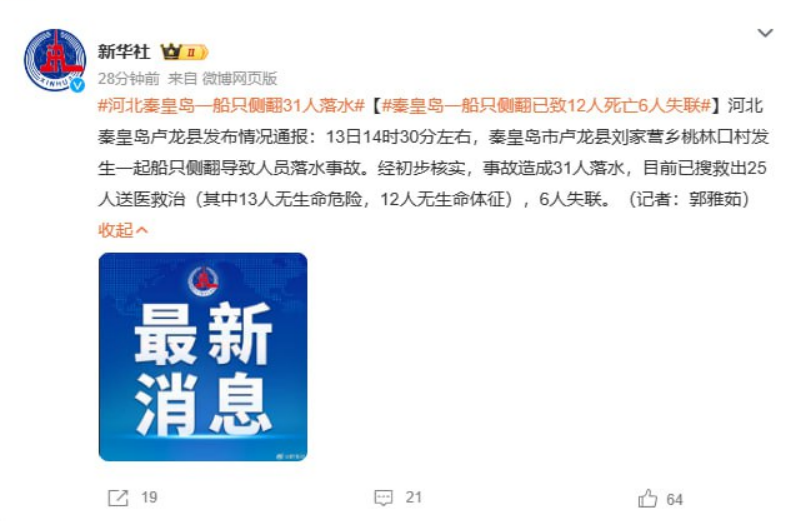 新华社 II
28分钟前 来自 微博网页版
#河北秦皇岛一船只侧翻31人落水#【#秦皇岛一船只侧翻已致12人死亡6人失联#】河北
秦皇岛卢龙县发布情况通报：13日14时30分左右，秦皇岛市卢龙县刘家营乡桃林口村发
生一起船只侧翻导致人员落水事故。经初步核实，事故造成31人落水，目前已搜救出25
人送医救治（其中13人无生命危险，12人无生命体征），6人失联。（记者：郭雅茹）
收起
最新
消息
19 21 64